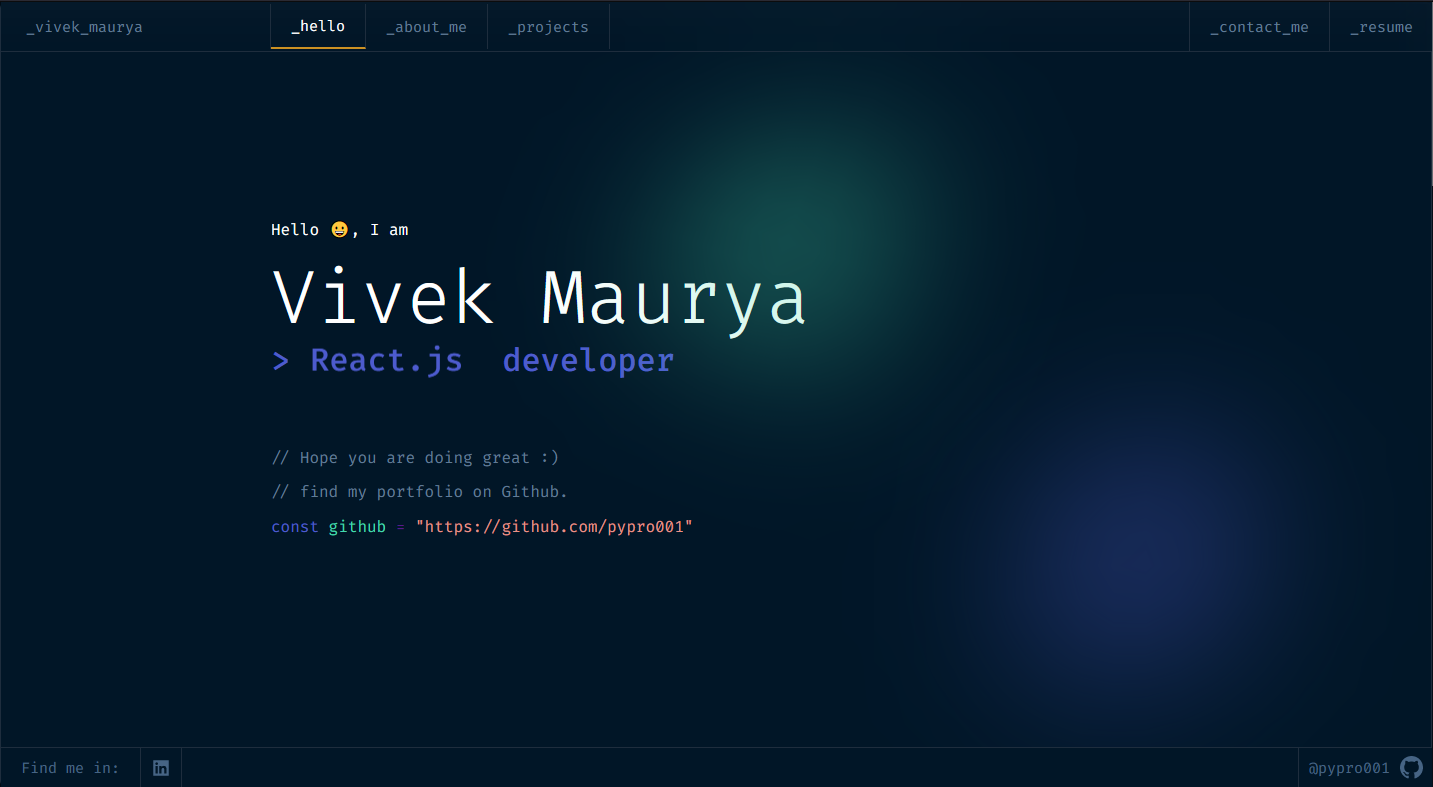 _vivek_maurya _hello _about_me _projects _contact_me _resume
Hello 😀, I am
Vivek Maurya
> React.js developer
// Hope you are doing great :)
// find my portfolio on Github.
const github = "https://github.com/pypro001"
Find me in: in @pypro001